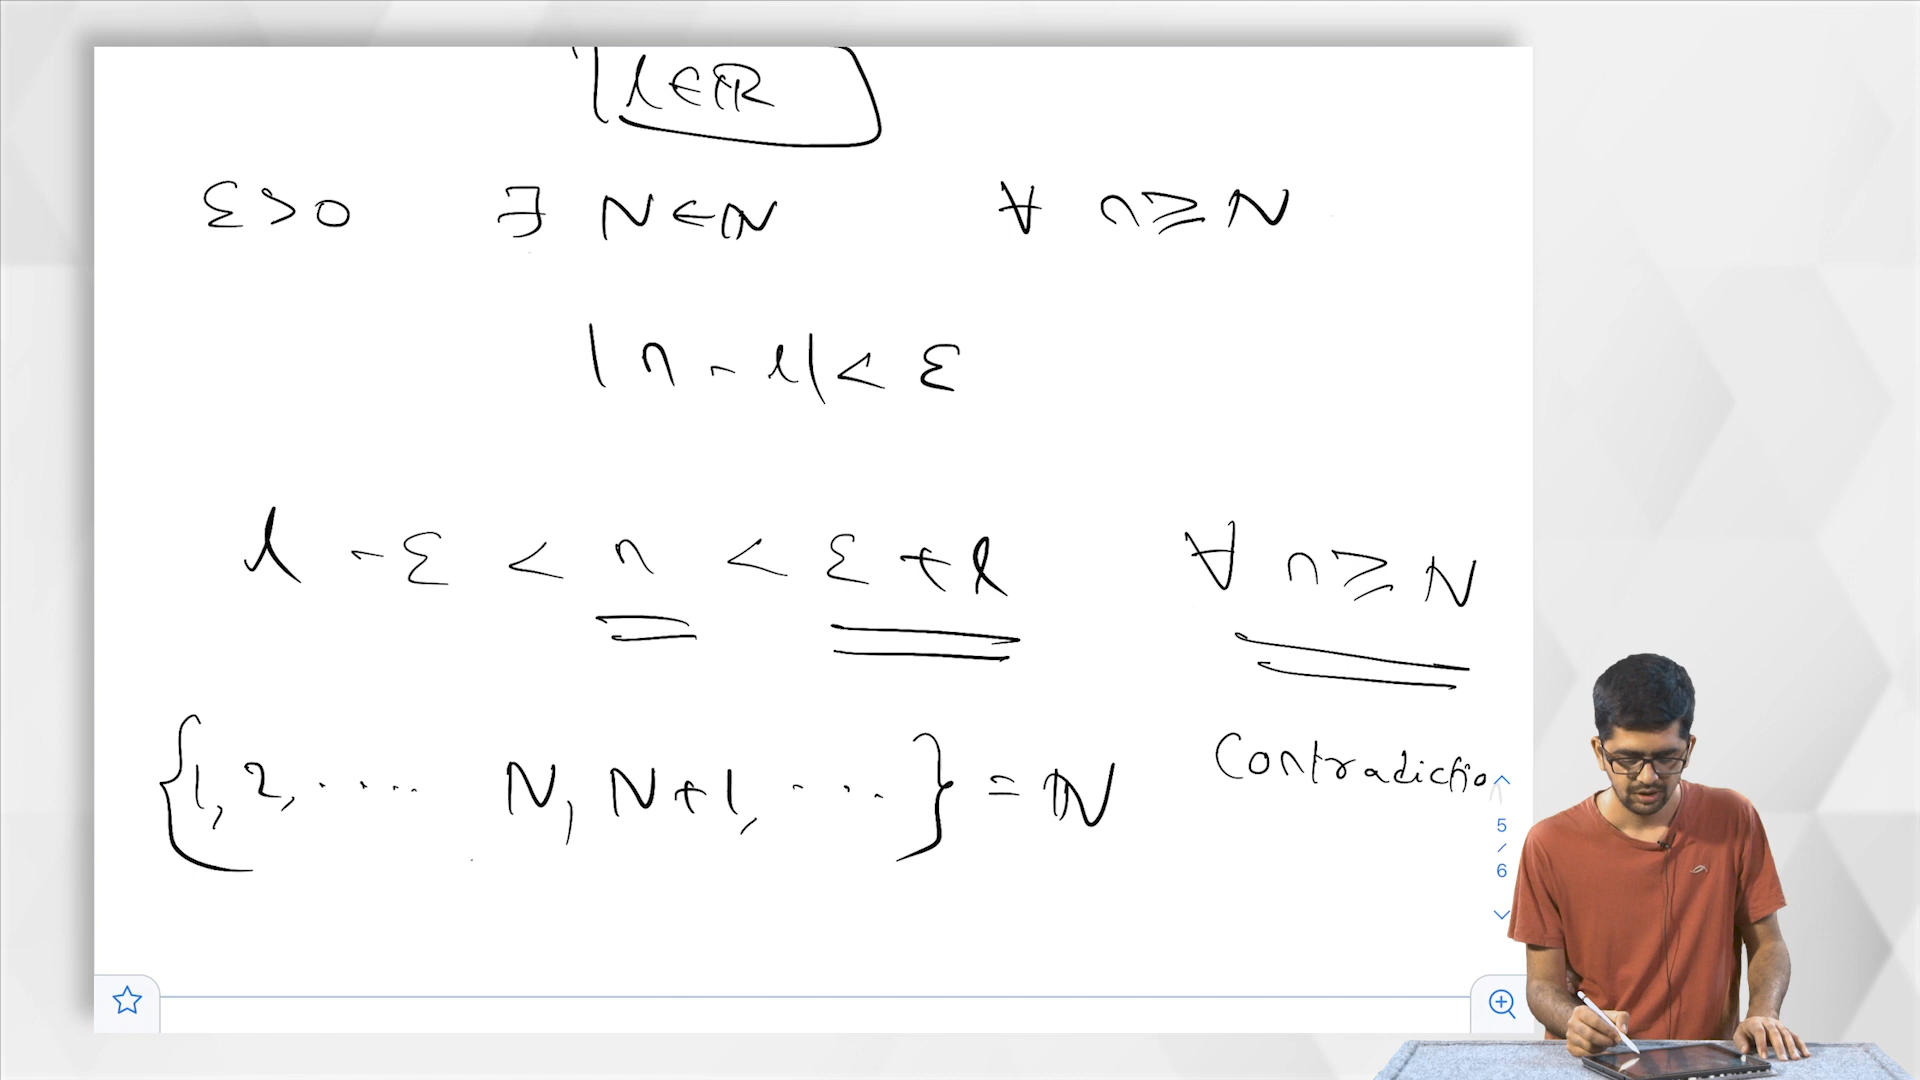 l∈ℝ
ε>0 ∃ N∈ℕ ∀ n≥N
|n-l|<ε
l-ε < n < ε+l ∀ n≥N
{1,2,..... N, N+1, ....} = ℕ Contradictio
5
/
6